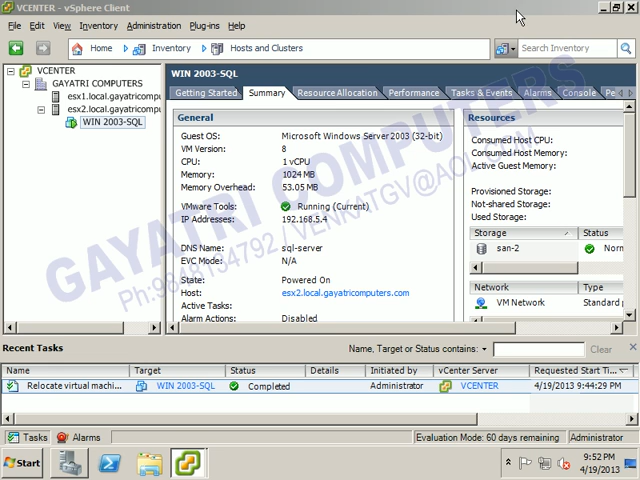 VCENTER - vSphere Client
File Edit View Inventory Administration Plug-ins Help
Home Inventory Hosts and Clusters Search Inventory
VCENTER
GAYATRI COMPUTERS
esx1.local.gayatricompu
esx2.local.gayatricompu
WIN 2003-SQL
WIN 2003-SQL
Getting Started Summary Resource Allocation Performance Tasks & Events Alarms Console Pe
General
Guest OS: Microsoft Windows Server 2003 (32-bit)
VM Version: 8
CPU: 1 vCPU
Memory: 1024 MB
Memory Overhead: 53.05 MB
VMware Tools: Running (Current)
IP Addresses: 192.168.5.4
DNS Name: sql-server
EVC Mode: N/A
State: Powered On
Host: esx2.local.gayatricomputers.com
Active Tasks:
Alarm Actions: Disabled
Resources
Consumed Host CPU:
Consumed Host Memory:
Active Guest Memory:
Provisioned Storage:
Not-shared Storage:
Used Storage:
Storage Status
san-2 Norn
Network Type
VM Network Standard p
GAYATRI COMPUTERS
Ph:9848134792 / VENKATGV@AOL.COM
Recent Tasks
Name, Target or Status contains: Clear
Name Target Status Details Initiated by vCenter Server Requested Start Ti...
Relocate virtual machi... WIN 2003-SQL Completed Administrator VCENTER 4/19/2013 9:44:29 PM
Tasks Alarms Evaluation Mode: 60 days remaining Administrator
Start 9:52 PM
4/19/2013